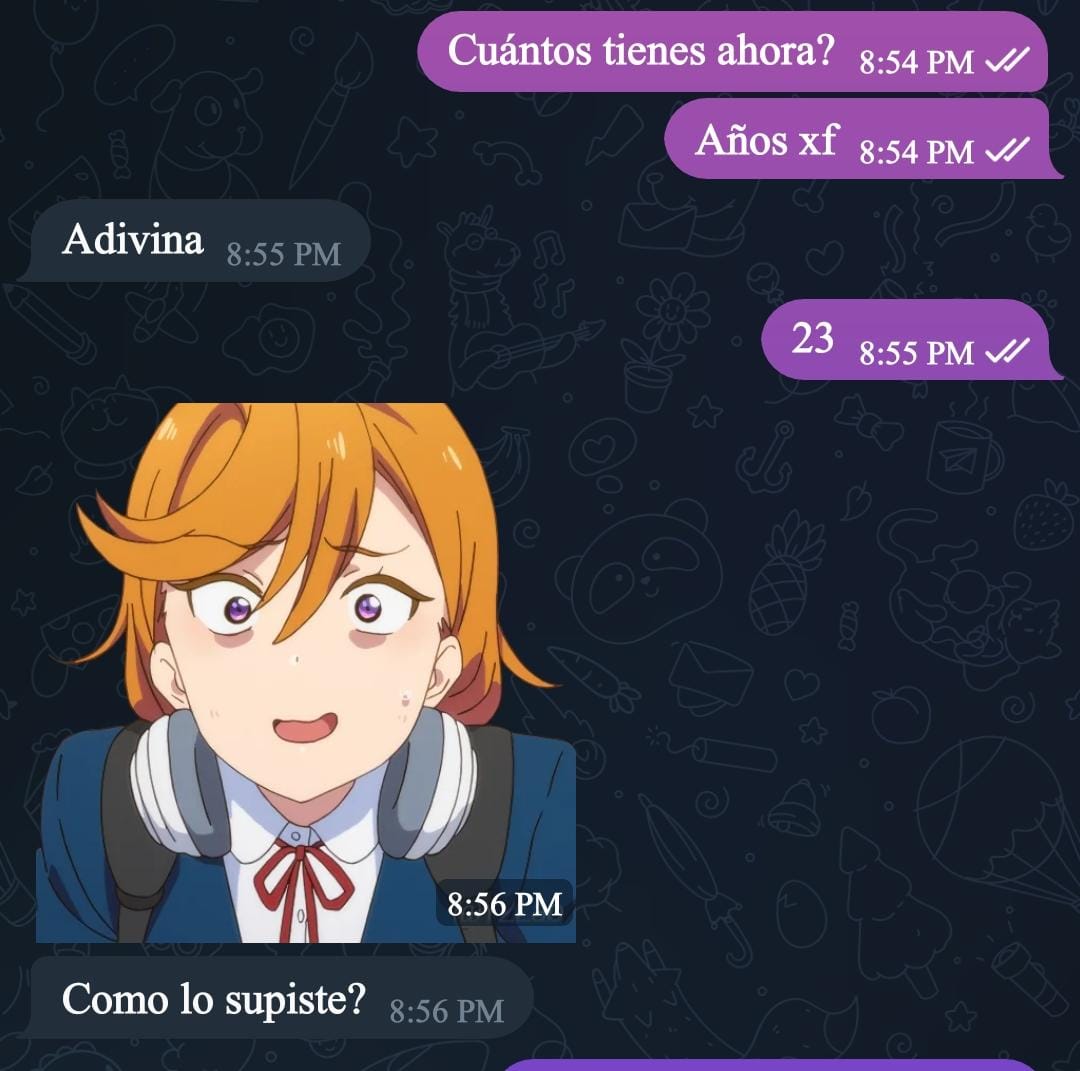 Cuántos tienes ahora? 8:54 PM
Años xf 8:54 PM
Adivina 8:55 PM
23 8:55 PM
8:56 PM
Como lo supiste? 8:56 PM